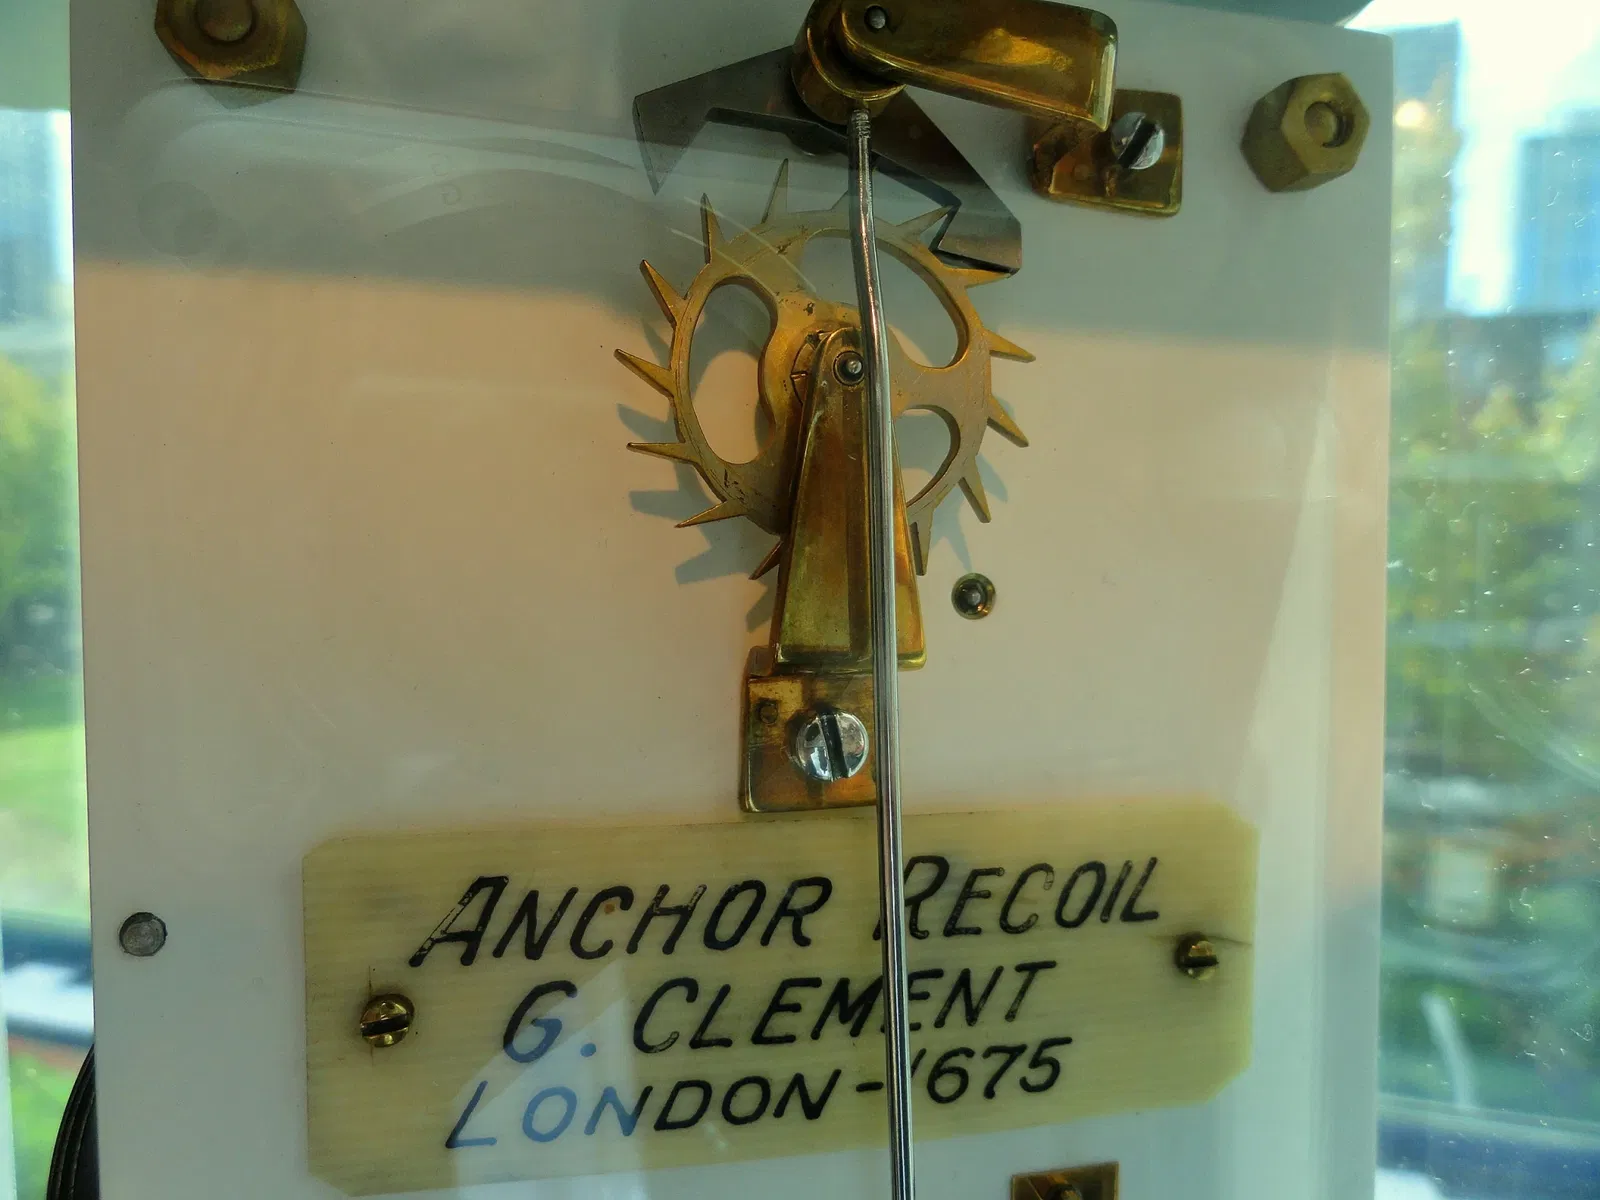 ANCHOR RECOIL
G. CLEMENT
LONDON-1675